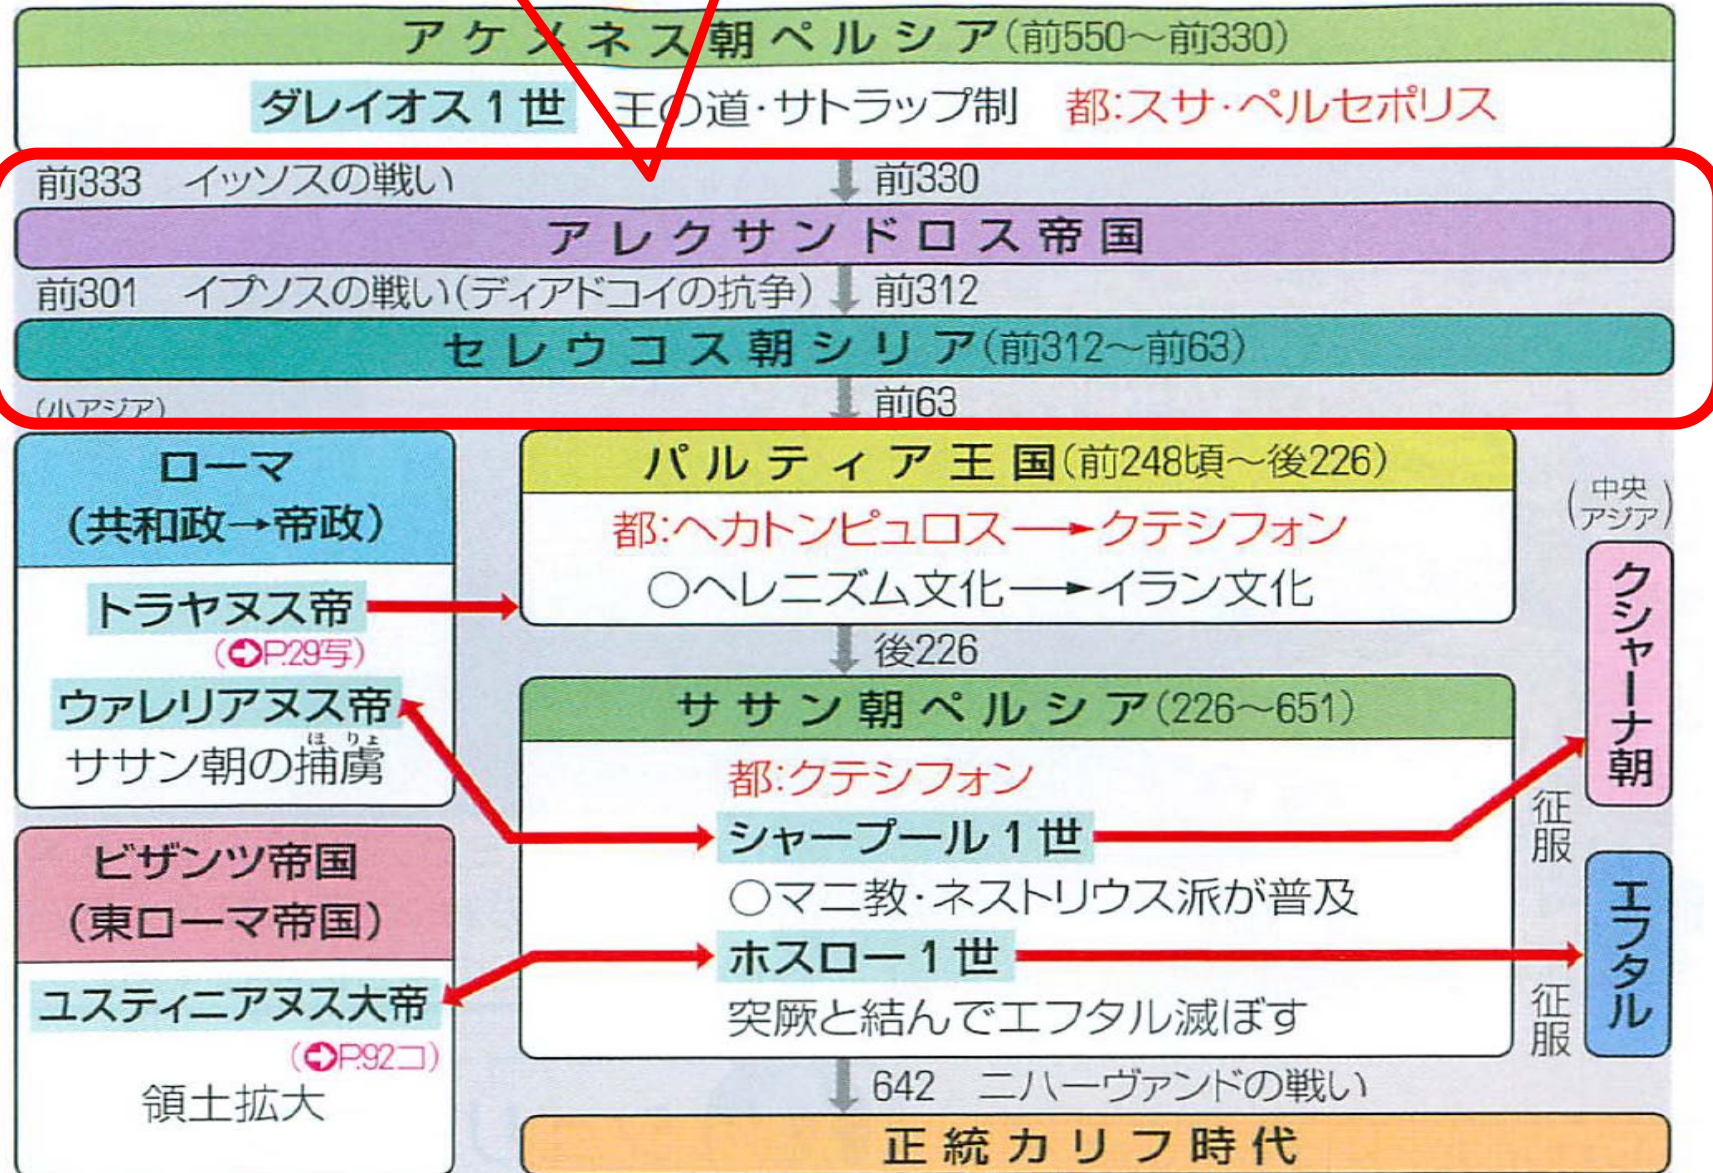 アケメネス朝ペルシア(前550～前330)
ダレイオス1世 王の道・サトラップ制 都:スサ・ペルセポリス
前333 イッソスの戦い 前330
アレクサンドロス帝国
前301 イプソスの戦い(ディアドコイの抗争) 前312
セレウコス朝シリア(前312～前63)
(小アジア) 前63
ローマ
(共和政→帝政)
トラヤヌス帝
(➲P.29写)
ウァレリアヌス帝
ササン朝の捕虜
ほ りょ
ビザンツ帝国
(東ローマ帝国)
ユスティニアヌス大帝
(➲P.92コ)
領土拡大
パルティア王国(前248頃～後226)
都:ヘカトンピュロス→クテシフォン
○ヘレニズム文化→イラン文化
後226
ササン朝ペルシア(226～651)
都:クテシフォン
シャープール1世
○マニ教・ネストリウス派が普及
ホスロー1世
突厥と結んでエフタル滅ぼす
642 ニハーヴァンドの戦い
正統カリフ時代
(中央
アジア)
クシャーナ朝
征服
エフタル
征服